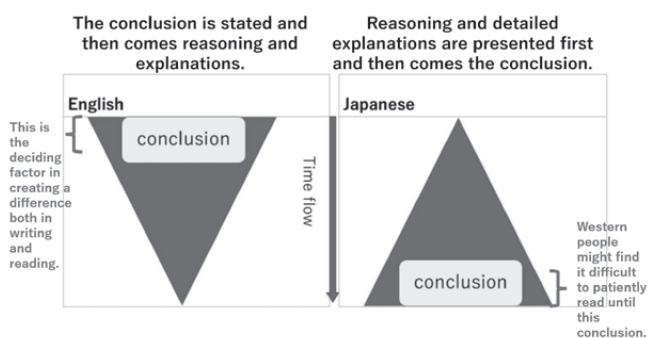 The conclusion is stated and
then comes reasoning and
explanations.
Reasoning and detailed
explanations are presented first
and then comes the conclusion.
English
This is
the
deciding
factor in
creating a
difference
both in
writing
and
reading.
conclusion
Time flow
Japanese
conclusion
Western
people
might find
it difficult
to patiently
read until
this
conclusion.